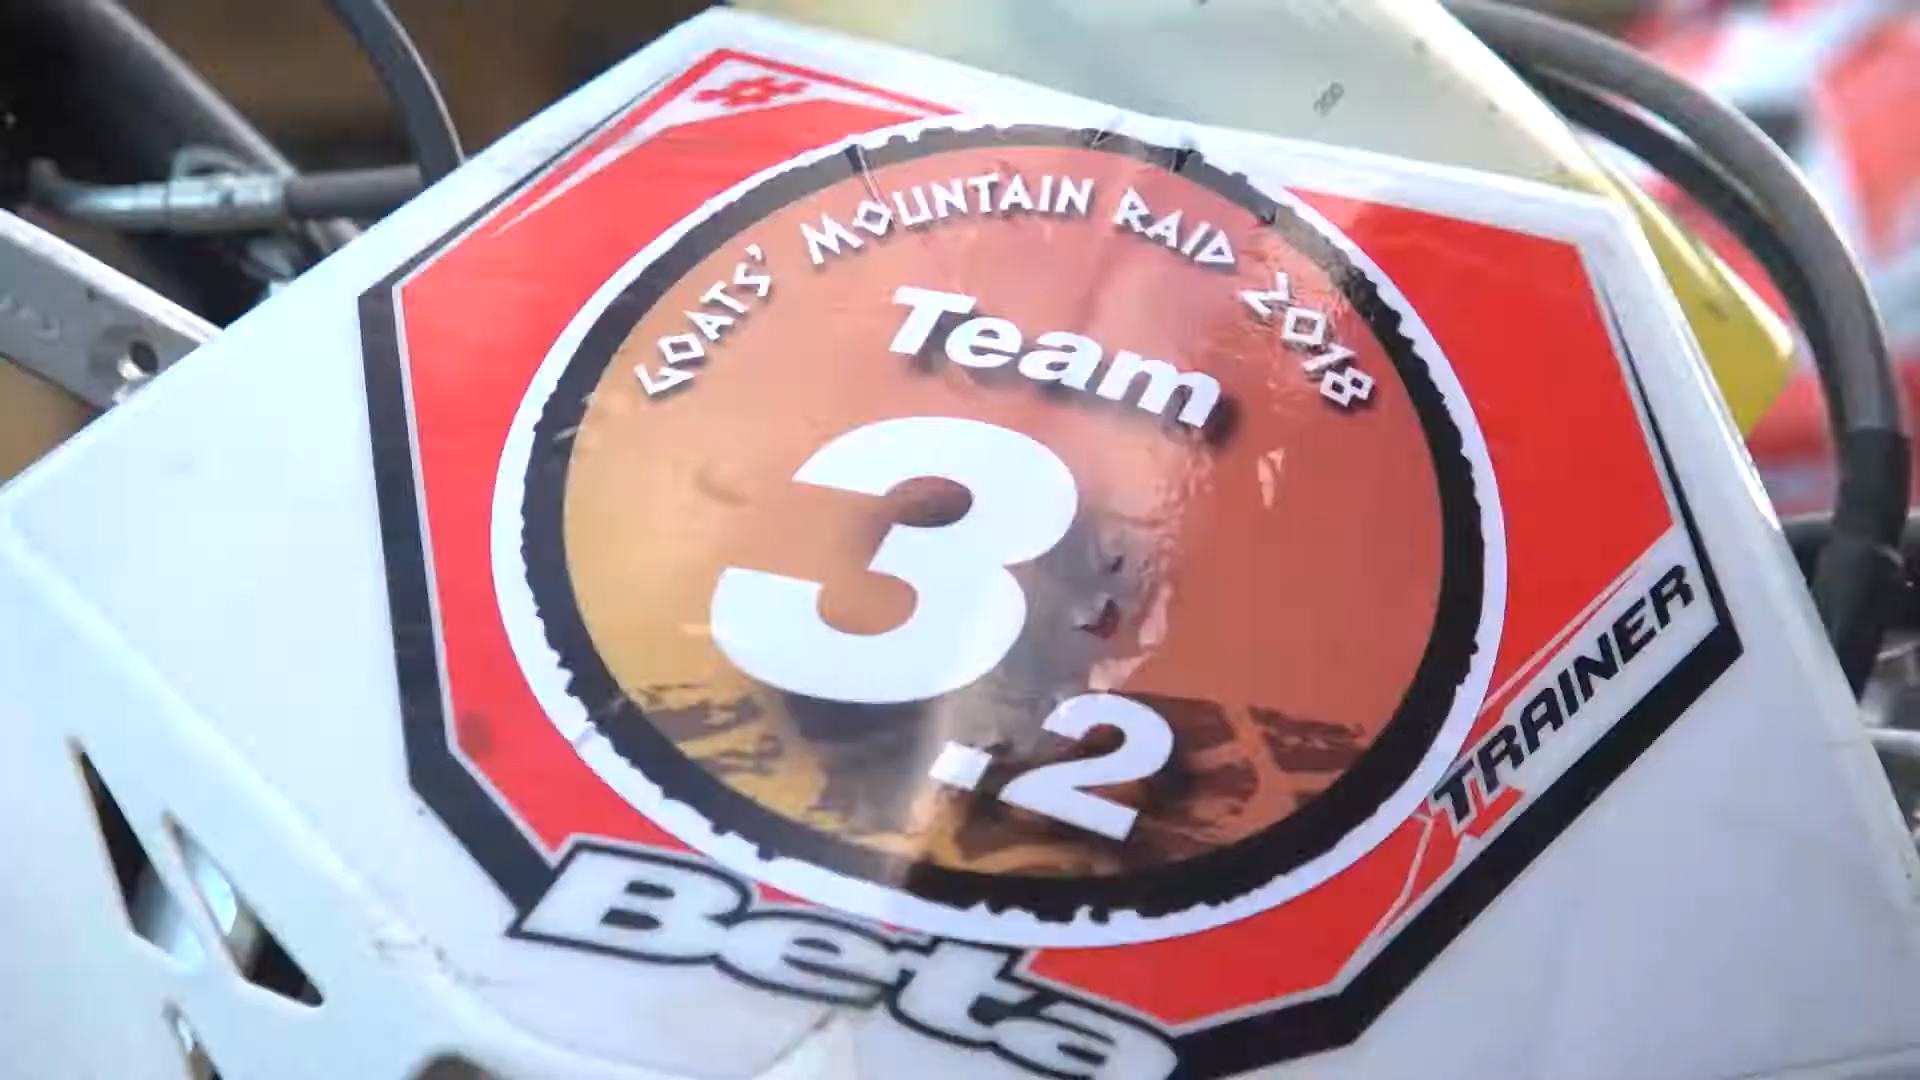 #
GOATS' MOUNTAIN RAID 2018
Team
3
.2
TRAINER
Beta